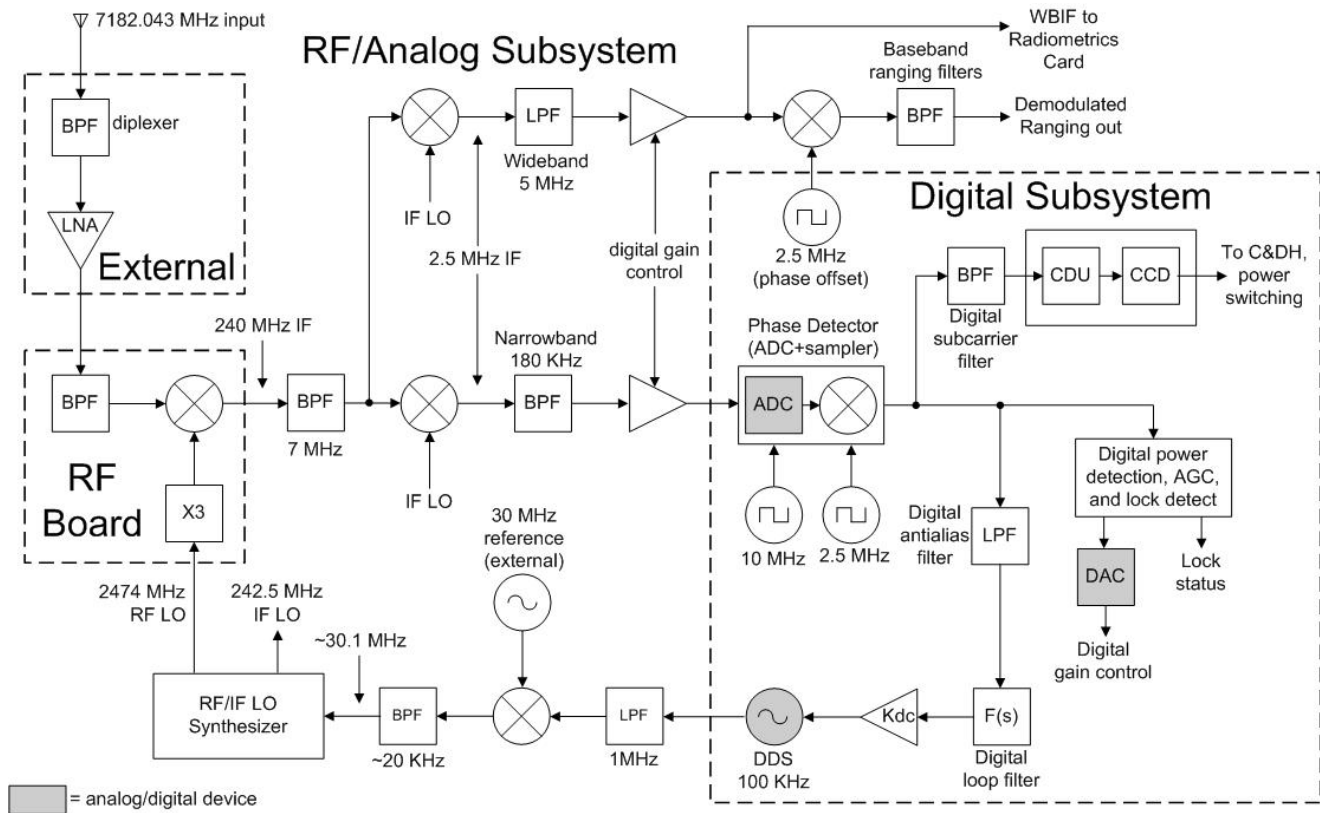 7182.043 MHz input
RF/Analog Subsystem
WBIF to
Radiometrics
Card
Baseband
ranging filters
BPF
diplexer
LPF
BPF
Demodulated
Ranging out
Wideband
5 MHz
LNA
External
IF LO
2.5 MHz IF
digital gain
control
2.5 MHz
(phase offset)
Digital Subsystem
BPF
CDU
CCD
To C&DH,
power
switching
Digital
subcarrier
filter
240 MHz IF
Narrowband
180 KHz
Phase Detector
(ADC+sampler)
BPF
BPF
BPF
ADC
7 MHz
RF
Board
X3
IF LO
30 MHz
reference
(external)
10 MHz
2.5 MHz
Digital
antialias
filter
LPF
Digital power
detection, AGC,
and lock detect
DAC
Lock
status
Digital
gain control
2474 MHz
RF LO
242.5 MHz
IF LO
~30.1 MHz
RF/IF LO
Synthesizer
BPF
~20 KHz
LPF
1MHz
DDS
100 KHz
Kdc
F(s)
Digital
loop filter
= analog/digital device